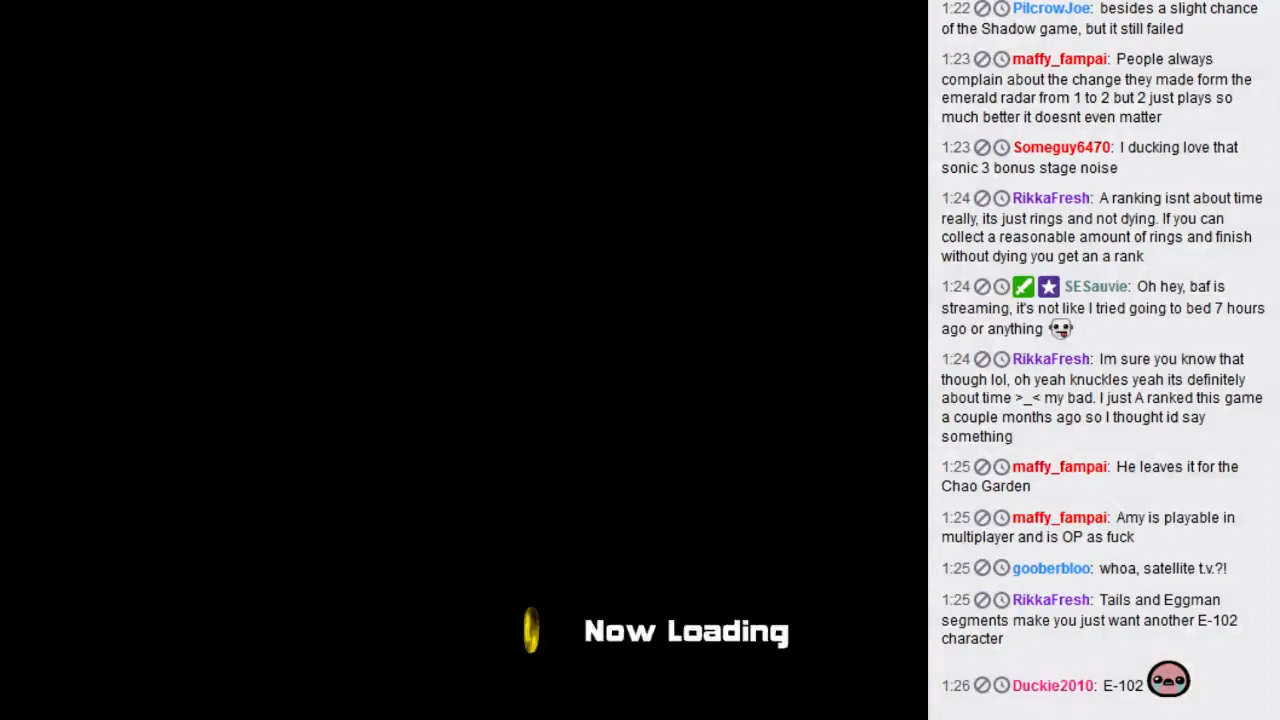 1:22 PilcrowJoe: besides a slight chance
of the Shadow game, but it still failed
1:23 maffy_fampai: People always
complain about the change they made form the
emerald radar from 1 to 2 but 2 just plays so
much better it doesnt even matter
1:23 Someguy6470: I ducking love that
sonic 3 bonus stage noise
1:24 RikkaFresh: A ranking isnt about time
really, its just rings and not dying. If you can
collect a reasonable amount of rings and finish
without dying you get an a rank
1:24 SESauvie: Oh hey, baf is
streaming, it's not like I tried going to bed 7 hours
ago or anything
1:24 RikkaFresh: Im sure you know that
though lol, oh yeah knuckles yeah its definitely
about time >_< my bad. I just A ranked this game
a couple months ago so I thought id say
something
1:25 maffy_fampai: He leaves it for the
Chao Garden
1:25 maffy_fampai: Amy is playable in
multiplayer and is OP as fuck
1:25 gooberbloo: whoa, satellite t.v.?!
1:25 RikkaFresh: Tails and Eggman
segments make you just want another E-102
character
1:26 Duckie2010: E-102
Now Loading